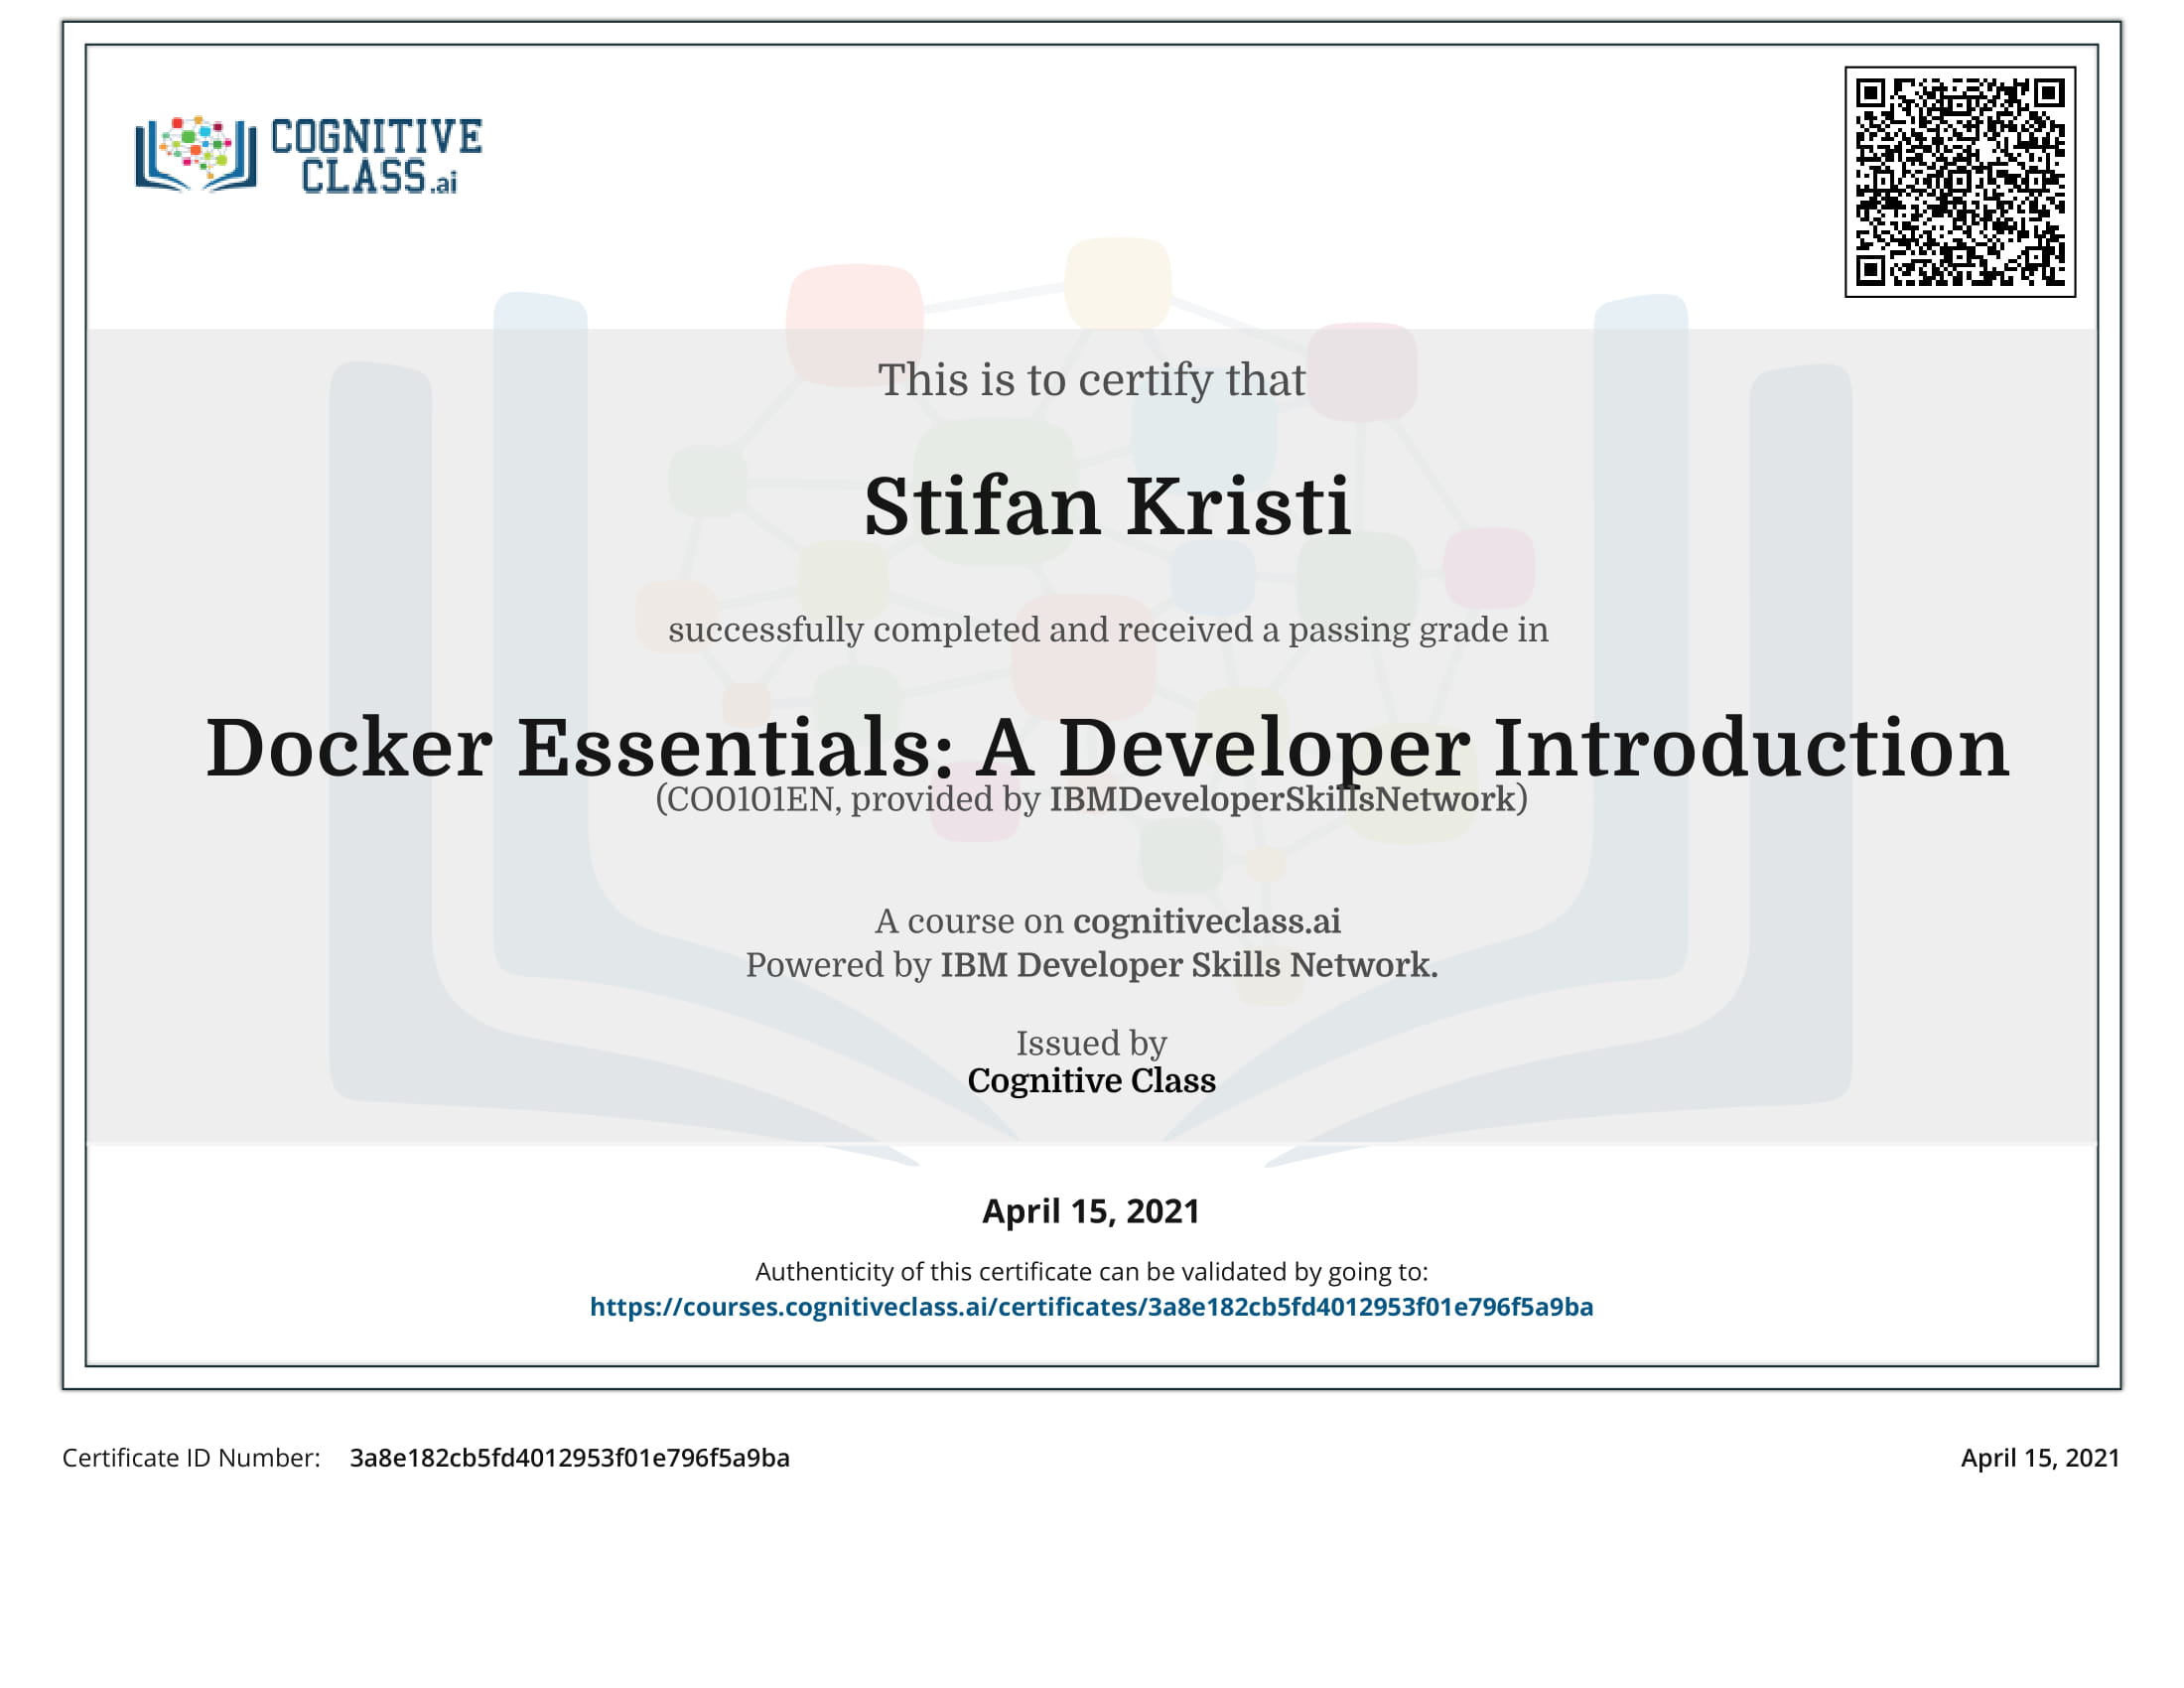 COGNITIVE
CLASS.ai
This is to certify that
Stifan Kristi
successfully completed and received a passing grade in
Docker Essentials: A Developer Introduction
(CO0101EN, provided by IBMDeveloperSkillsNetwork)
A course on cognitiveclass.ai
Powered by IBM Developer Skills Network.
Issued by
Cognitive Class
April 15, 2021
Authenticity of this certificate can be validated by going to:
https://courses.cognitiveclass.ai/certificates/3a8e182cb5fd4012953f01e796f5a9ba
Certificate ID Number: 3a8e182cb5fd4012953f01e796f5a9ba
April 15, 2021